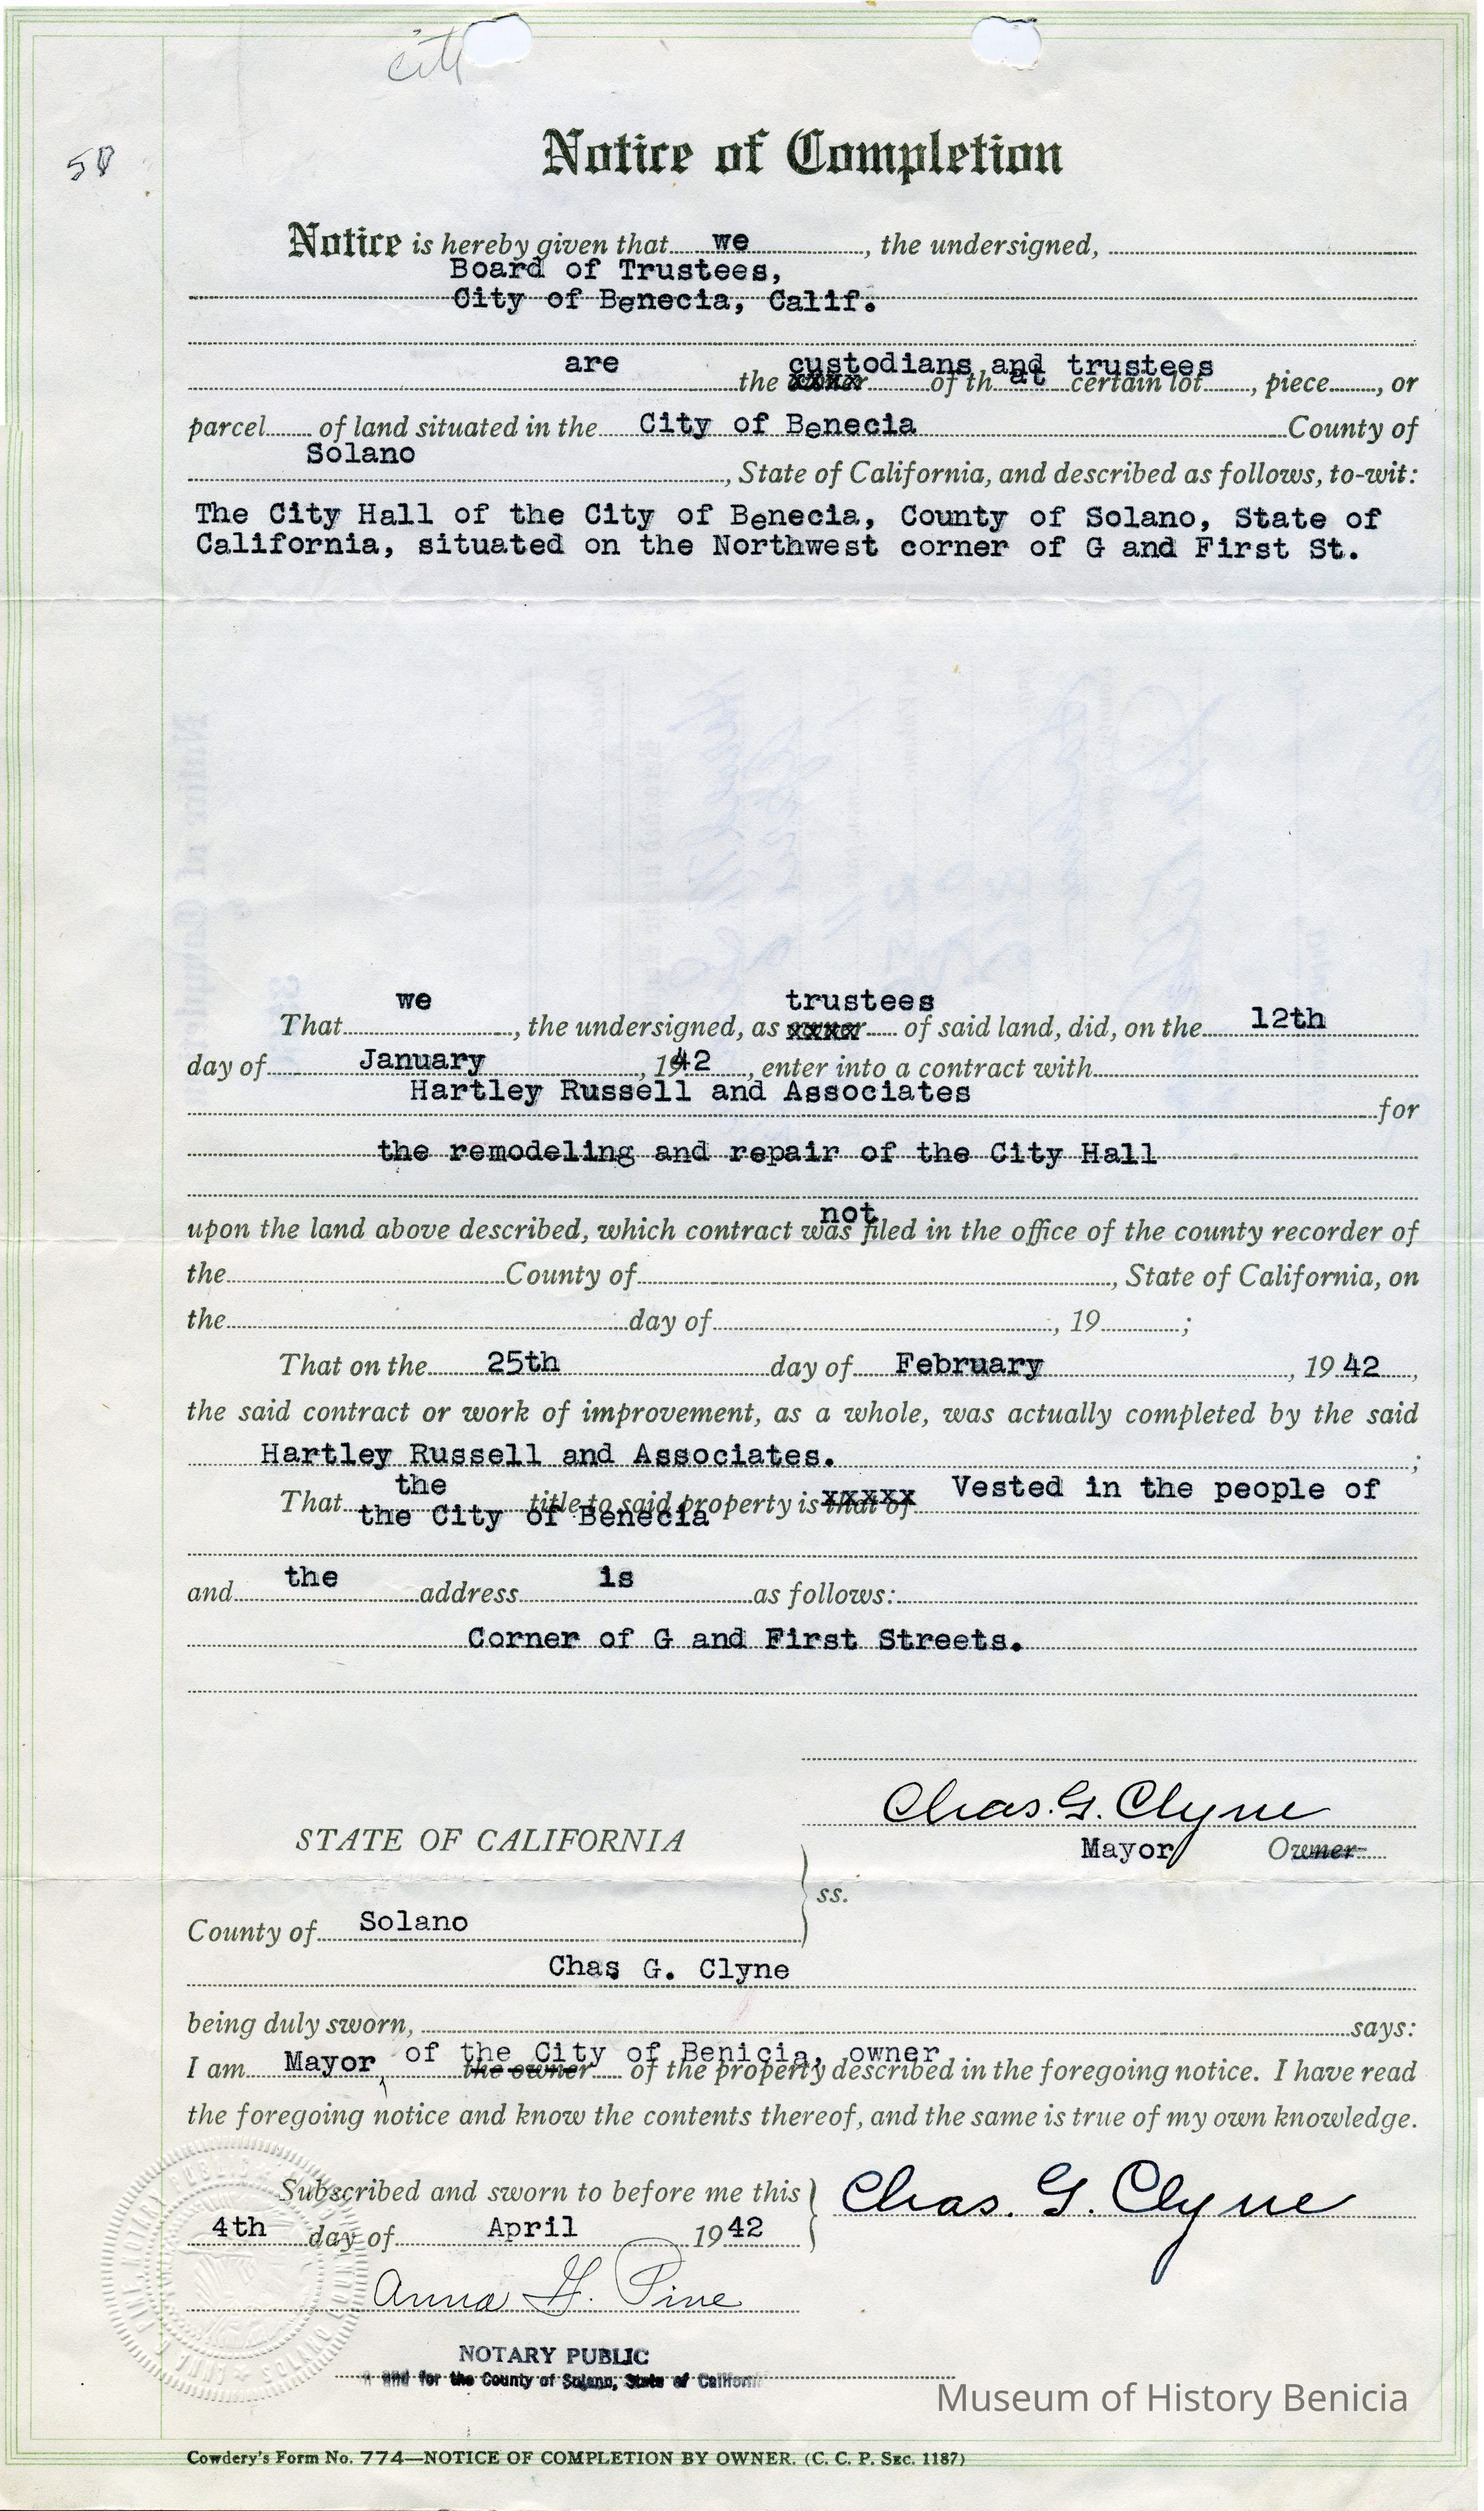 cit
50
Notice of Completion
Notice is hereby given that we, the undersigned,
Board of Trustees,
City of Benecia, Calif.
are the xxxx custodians and trustees of that certain lot, piece, or
parcel of land situated in the City of Benecia County of
Solano, State of California, and described as follows, to-wit:
The City Hall of the City of Benecia, County of Solano, State of
California, situated on the Northwest corner of G and First St.
That we, the undersigned, as owner trustees of said land, did, on the 12th
day of January, 1942, enter into a contract with
Hartley Russell and Associates for
the remodeling and repair of the City Hall
not
upon the land above described, which contract was filed in the office of the county recorder of
the County of, State of California, on
the day of, 19;
That on the 25th day of February, 1942,
the said contract or work of improvement, as a whole, was actually completed by the said
Hartley Russell and Associates.;
That the title to said property is that of xxxxx Vested in the people of
the City of Benecia
and the address is as follows:
Corner of G and First Streets.
Chas. G. Clyne
Mayor Owner
STATE OF CALIFORNIA
ss.
County of Solano
Chas G. Clyne
being duly sworn, says:
of the City of Benicia, owner
I am Mayor the owner of the property described in the foregoing notice. I have read
the foregoing notice and know the contents thereof, and the same is true of my own knowledge.
Subscribed and sworn to before me this
4th day of April 1942
Chas. G. Clyne
Anna G. Pine
NOTARY PUBLIC
and for the County of Solano, State of California
Museum of History Benicia
Cowdery's Form No. 774—NOTICE OF COMPLETION BY OWNER. (C. C. P. Sec. 1187)